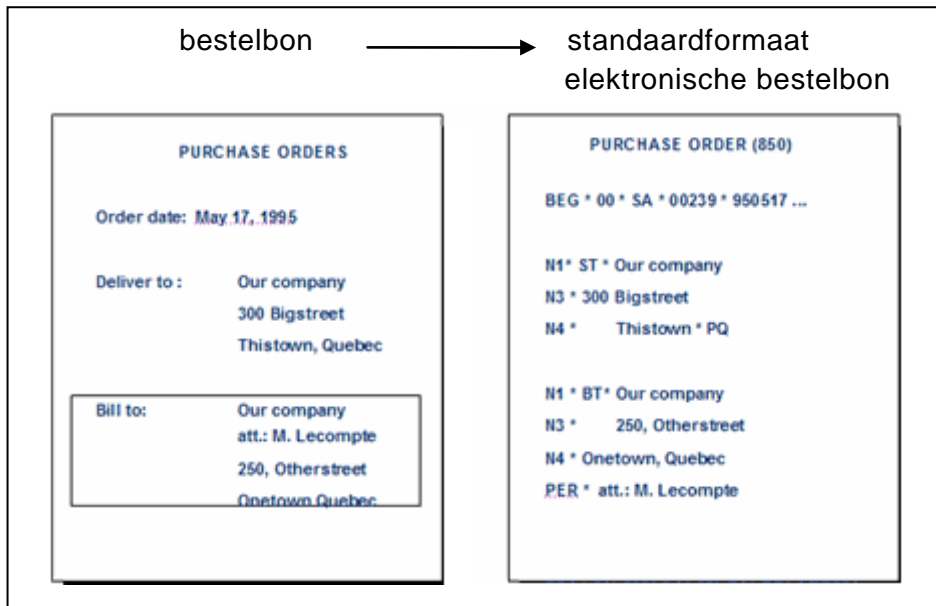 bestelbon
standaardformaat
elektronische bestelbon
PURCHASE ORDERS
Order date: May 17, 1995
Deliver to : Our company
300 Bigstreet
Thistown, Quebec
Bill to: Our company
att.: M. Lecompte
250, Otherstreet
Onetown Quebec
PURCHASE ORDER (850)
BEG * 00 * SA * 00239 * 950517 ...
N1* ST * Our company
N3 * 300 Bigstreet
N4 * Thistown * PQ
N1 * BT* Our company
N3 * 250, Otherstreet
N4 * Onetown, Quebec
PER * att.: M. Lecompte